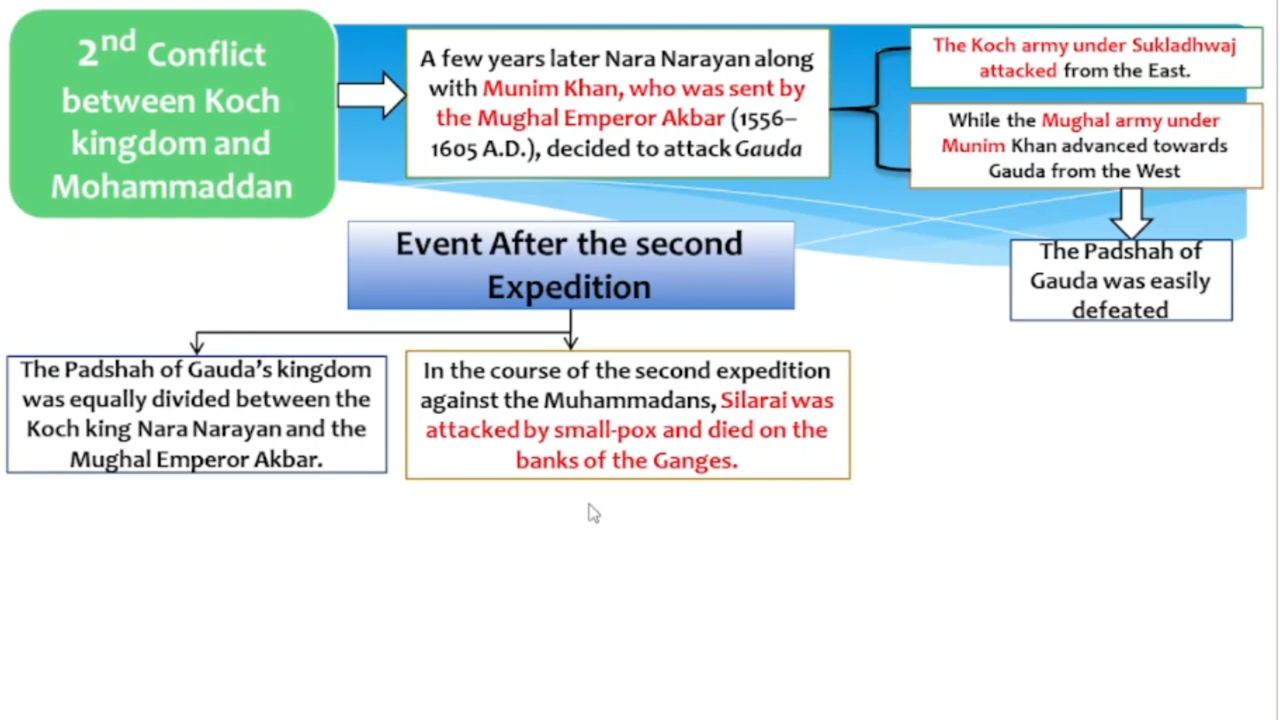 2nd Conflict
between Koch
kingdom and
Mohammaddan
A few years later Nara Narayan along
with Munim Khan, who was sent by
the Mughal Emperor Akbar (1556–
1605 A.D.), decided to attack Gauda
The Koch army under Sukladhwaj
attacked from the East.
While the Mughal army under
Munim Khan advanced towards
Gauda from the West
The Padshah of
Gauda was easily
defeated
Event After the second
Expedition
The Padshah of Gauda’s kingdom
was equally divided between the
Koch king Nara Narayan and the
Mughal Emperor Akbar.
In the course of the second expedition
against the Muhammadans, Silarai was
attacked by small-pox and died on the
banks of the Ganges.